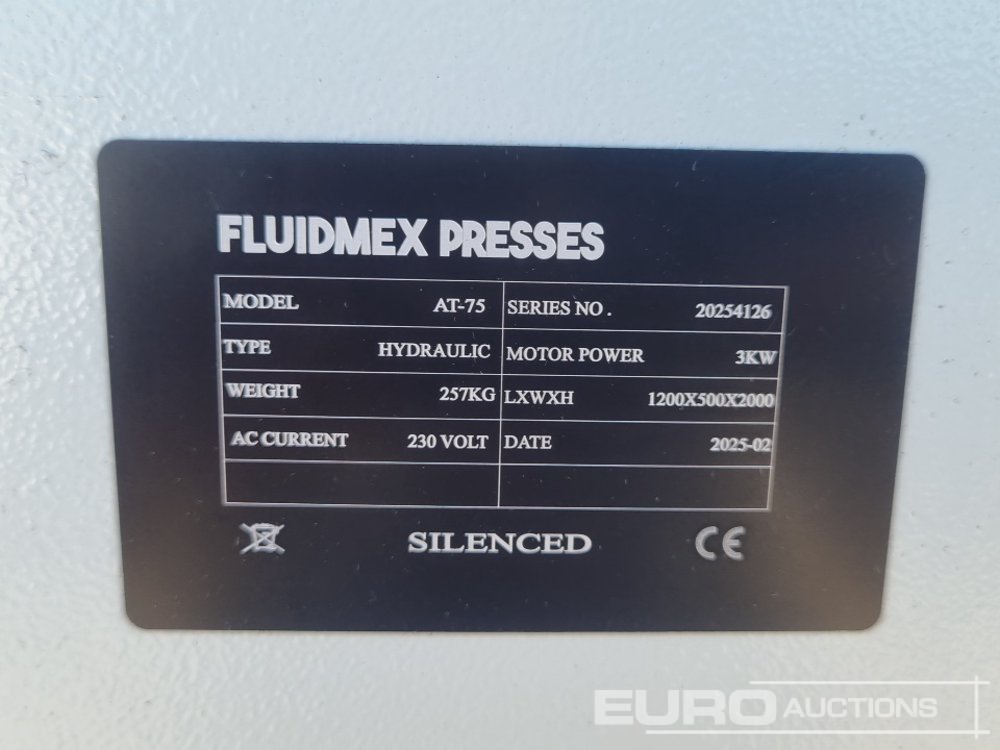 FLUIDMEX PRESSES
MODEL AT-75 SERIES NO. 20254126
TYPE HYDRAULIC MOTOR POWER 3KW
WEIGHT 257KG LXWXH 1200X500X2000
AC CURRENT 230 VOLT DATE 2025-02
SILENCED CE
EURO AUCTIONS